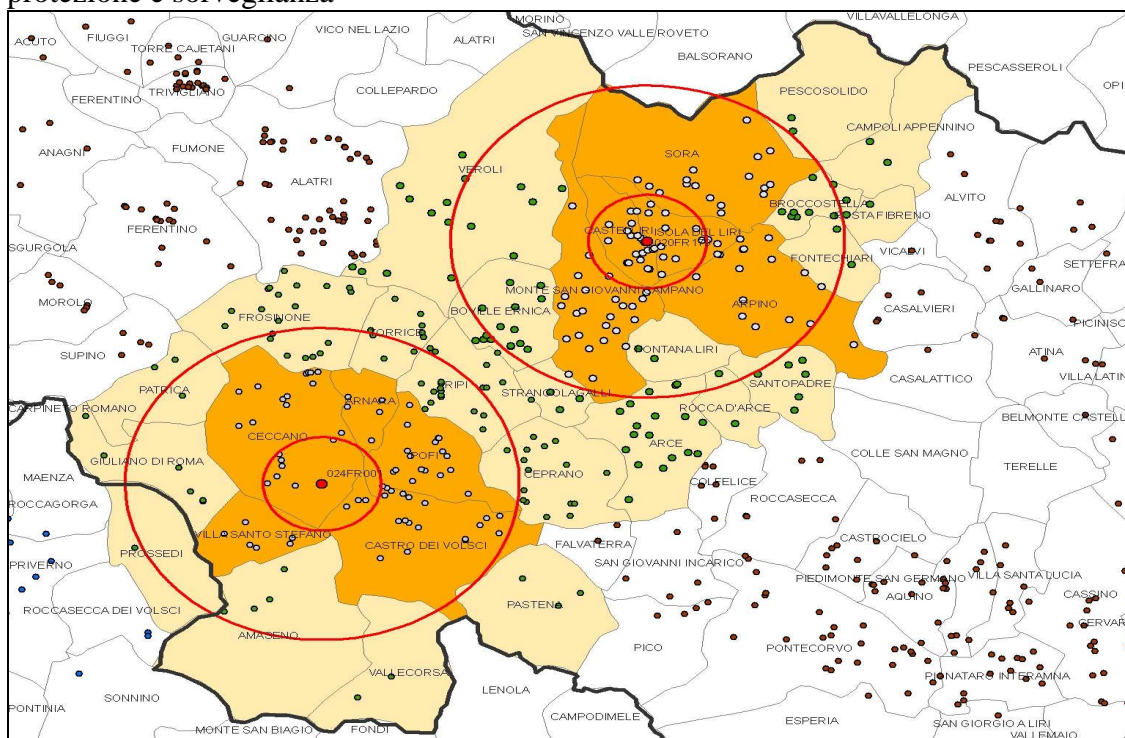 protezione e sorveglianza
MORINO
ACUTO
FIUGGI
GUARCINO
VICO NEL LAZIO
SAN VINCENZO VALLE ROVETO
VILLAVALLELONGA
TORRE CAJETANI
ALATRI
BALSORANO
PESCASSEROLI
TRIVIGLIANO
COLLEPARDO
PESCOSOLIDO
OPI
FERENTINO
CAMPOLI APPENNINO
ANAGNI
FUMONE
SORA
VEROLI
ALATRI
ALVITO
BROCCOSTELLA
POSTA FIBRENO
FERENTINO
ISOLA DEL LIRI
SGURGOLA
VICALVI
FONTECHIARI
SETTEFRA
MONTE SAN GIOVANNI CAMPANO
GALLINARO
MOROLO
ARPINO
CASALVIERI
FROSINONE
BOVILLE ERNICA
PICINISC
TORRICE
SUPINO
FONTANA LIRI
ATINA
CASALATTICO
VILLA LATIN
PATRICA
RIPI
STRANGOLAGALLI
SANTOPADRE
CARPINETO ROMANO
ARNARA
ROCCA D'ARCE
BELMONTE CASTELL
CECCANO
ARCE
POFI
COLLE SAN MAGNO
GIULIANO DI ROMA
TERELLE
MAENZA
024FR001
CEPRANO
COLFELICE
ROCCASECCA
ROCCAGORGA
VILLA SANTO STEFANO
CASTRO DEI VOLSCI
FALVATERRA
CASTROCIELO
PROSSEDI
SAN GIOVANNI INCARICO
PRIVERNO
PIEDIMONTE SAN GERMANO
VILLA SANTA LUCIA
AQUINO
CASSINO
ROCCASECCA DEI VOLSCI
PASTENA
CERVAR
AMASENO
PICO
PONTECORVO
VALLECORSA
PIGNATARO INTERAMNA
SONNINO
LENOLA
PONTINIA
CAMPODIMELE
ESPERIA
SAN GIORGIO A LIRI
MONTE SAN BIAGIO
FONDI
VALLEMAIO